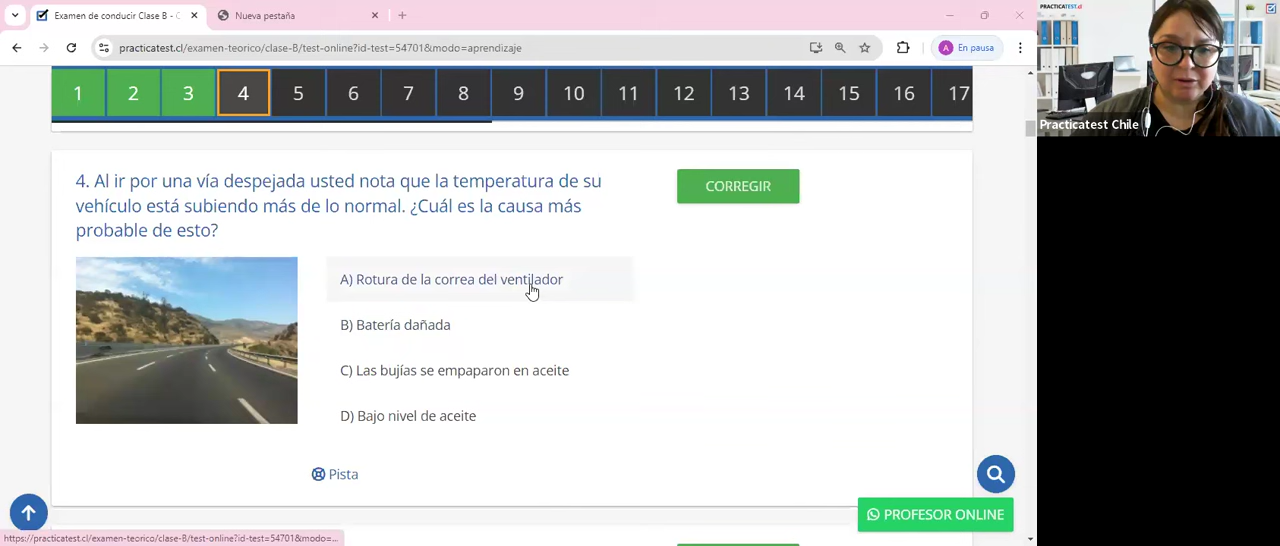 Examen de conducir Clase B - C
Nueva pestaña
practicatest.cl/examen-teorico/clase-B/test-online?id-test=54701&modo=aprendizaje
A
En pausa
PRACTICATEST.cl
1 2 3 4 5 6 7 8 9 10 11 12 13 14 15 16 17
Practicatest Chile
4. Al ir por una vía despejada usted nota que la temperatura de su
vehículo está subiendo más de lo normal. ¿Cuál es la causa más
probable de esto?
CORREGIR
A) Rotura de la correa del ventilador
B) Batería dañada
C) Las bujías se empaparon en aceite
D) Bajo nivel de aceite
Pista
PROFESOR ONLINE
https://practicatest.cl/examen-teorico/clase-B/test-online?id-test=54701&modo=...